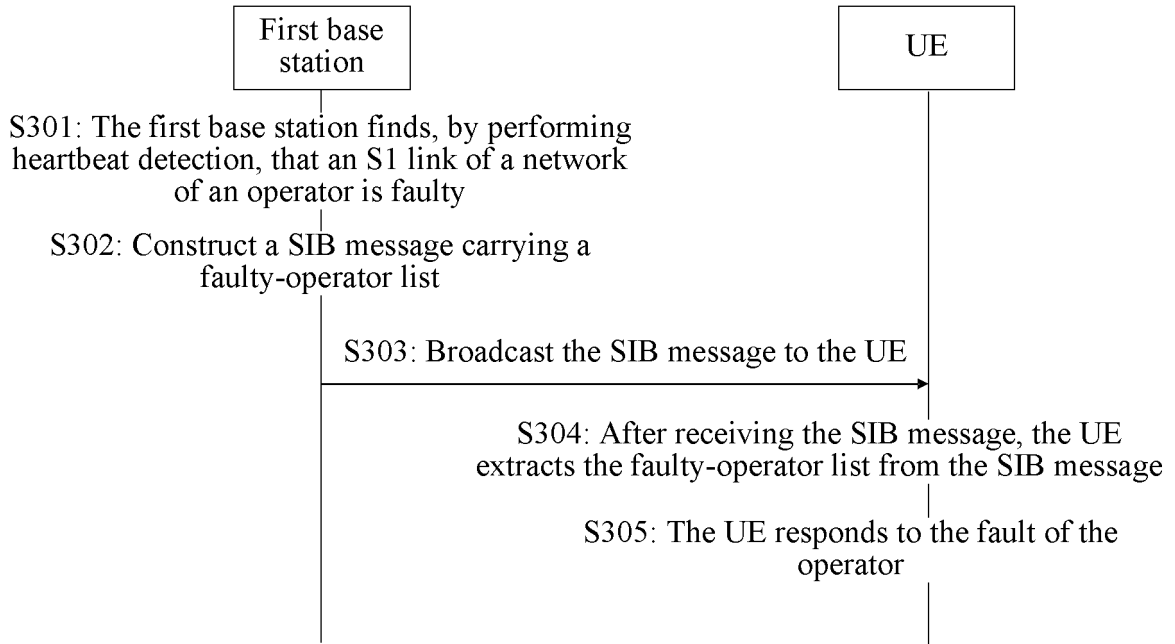 First base
station
UE
S301: The first base station finds, by performing
heartbeat detection, that an S1 link of a network
of an operator is faulty
S302: Construct a SIB message carrying a
faulty-operator list
S303: Broadcast the SIB message to the UE
S304: After receiving the SIB message, the UE
extracts the faulty-operator list from the SIB message
S305: The UE responds to the fault of the
operator